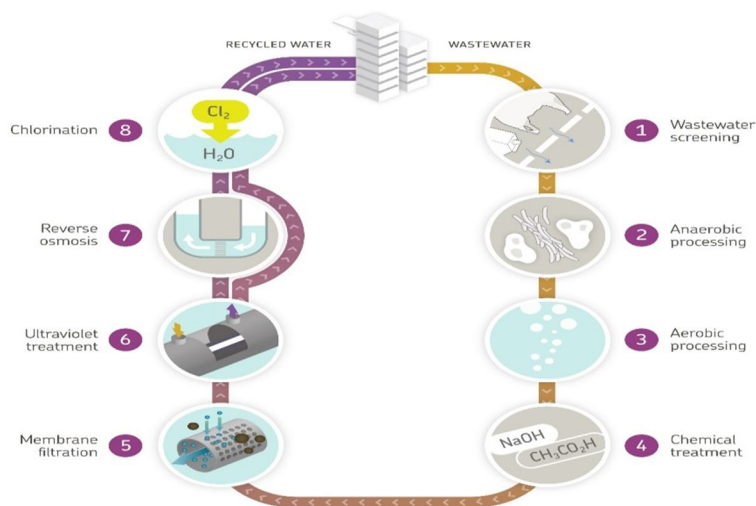 RECYCLED WATER
WASTEWATER
1
Wastewater
screening
2
Anaerobic
processing
3
Aerobic
processing
4
Chemical
treatment
NaOH
CH₃CO₂H
5
Membrane
filtration
6
Ultraviolet
treatment
7
Reverse
osmosis
8
Chlorination
Cl₂
H₂O